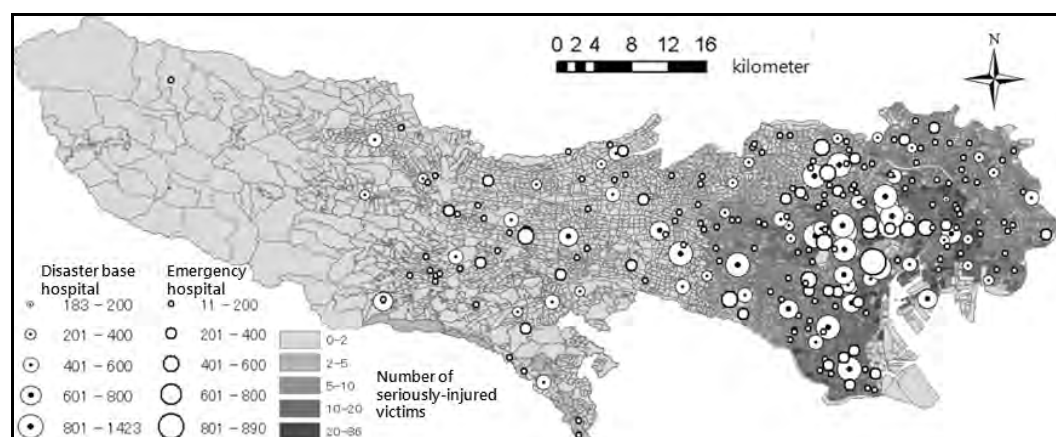 0 2 4 8 12 16
kilometer
N
Disaster base hospital
183-200
201-400
401-600
601-800
801-1423
Emergency hospital
11-200
201-400
401-600
601-800
801-890
0-2
2-5
5-10
10-20
20-86
Number of
seriously-injured
victims